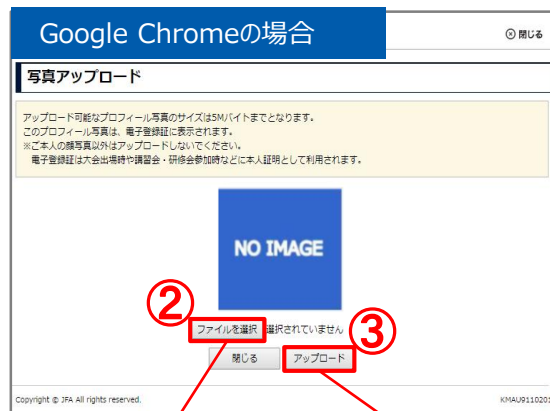 Google Chromeの場合
⊗ 閉じる
写真アップロード
アップロード可能なプロフィール写真のサイズは5Mバイトまでとなります。
このプロフィール写真は、電子登録証に表示されます。
※ご本人の顔写真以外はアップロードしないでください。
電子登録証は大会出場時や講習会・研修会参加時などに本人証明として利用されます。
NO IMAGE
② ③
ファイルを選択 選択されていません
閉じる アップロード
Copyright © JFA All rights reserved. KMAU9110201